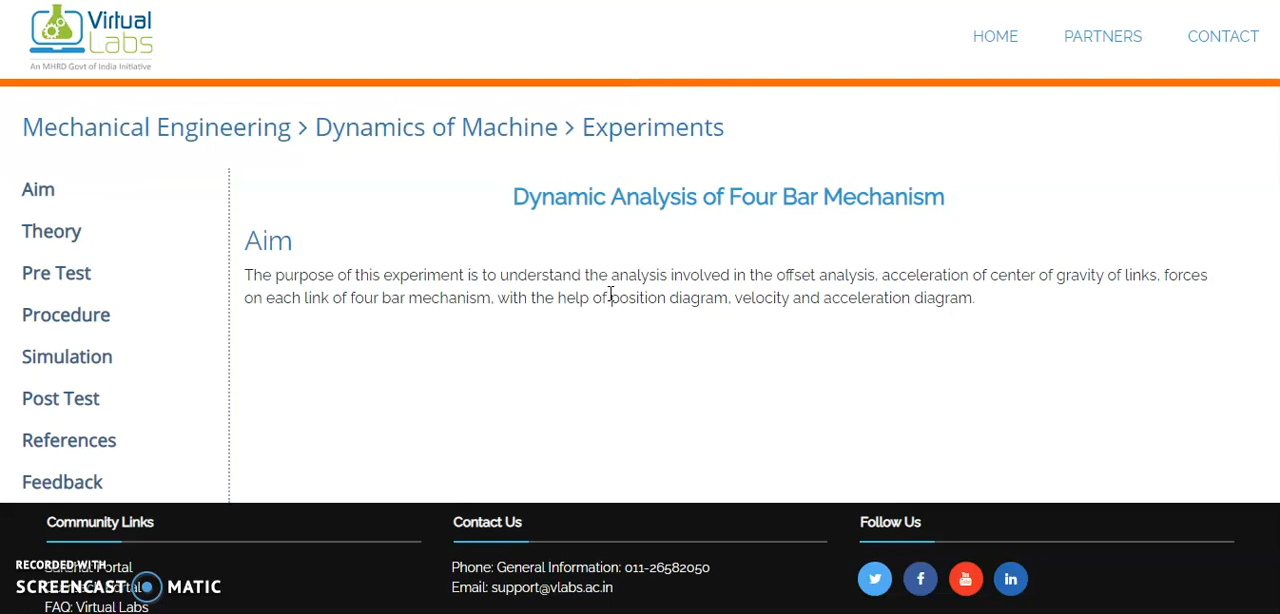 Virtual
Labs
An MHRD Govt of India Initiative
HOME PARTNERS CONTACT
Mechanical Engineering > Dynamics of Machine > Experiments
Aim
Theory
Pre Test
Procedure
Simulation
Post Test
References
Feedback
Dynamic Analysis of Four Bar Mechanism
Aim
The purpose of this experiment is to understand the analysis involved in the offset analysis, acceleration of center of gravity of links, forces
on each link of four bar mechanism, with the help of position diagram, velocity and acceleration diagram.
Community Links
Portal
FAQ: Virtual Labs
Contact Us
Phone: General Information: 011-26582050
Email: support@vlabs.ac.in
Follow Us
RECORDED WITH
SCREENCAST MATIC